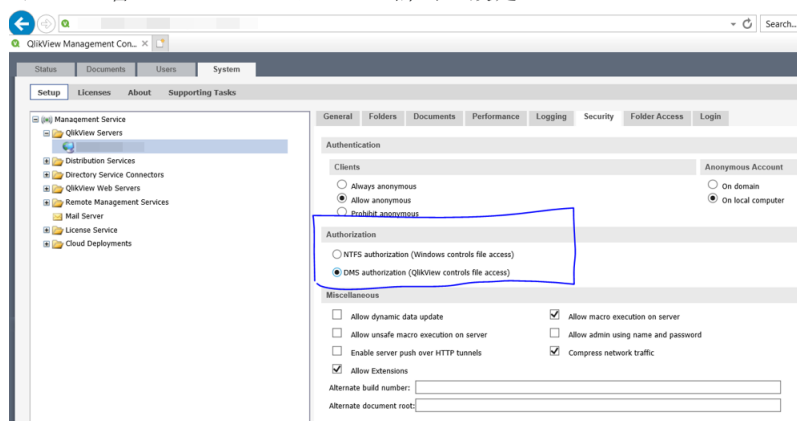 Search...
QlikView Management Con...
Status Documents Users System
Setup Licenses About Supporting Tasks
Management Service
QlikView Servers
Distribution Services
Directory Service Connectors
QlikView Web Servers
Remote Management Services
Mail Server
License Service
Cloud Deployments
General Folders Documents Performance Logging Security Folder Access Login
Authentication
Clients Anonymous Account
Always anonymous On domain
Allow anonymous On local computer
Prohibit anonymous
Authorization
NTFS authorization (Windows controls file access)
DMS authorization (QlikView controls file access)
Miscellaneous
Allow dynamic data update Allow macro execution on server
Allow unsafe macro execution on server Allow admin using name and password
Enable server push over HTTP tunnels Compress network traffic
Allow Extensions
Alternate build number:
Alternate document root: